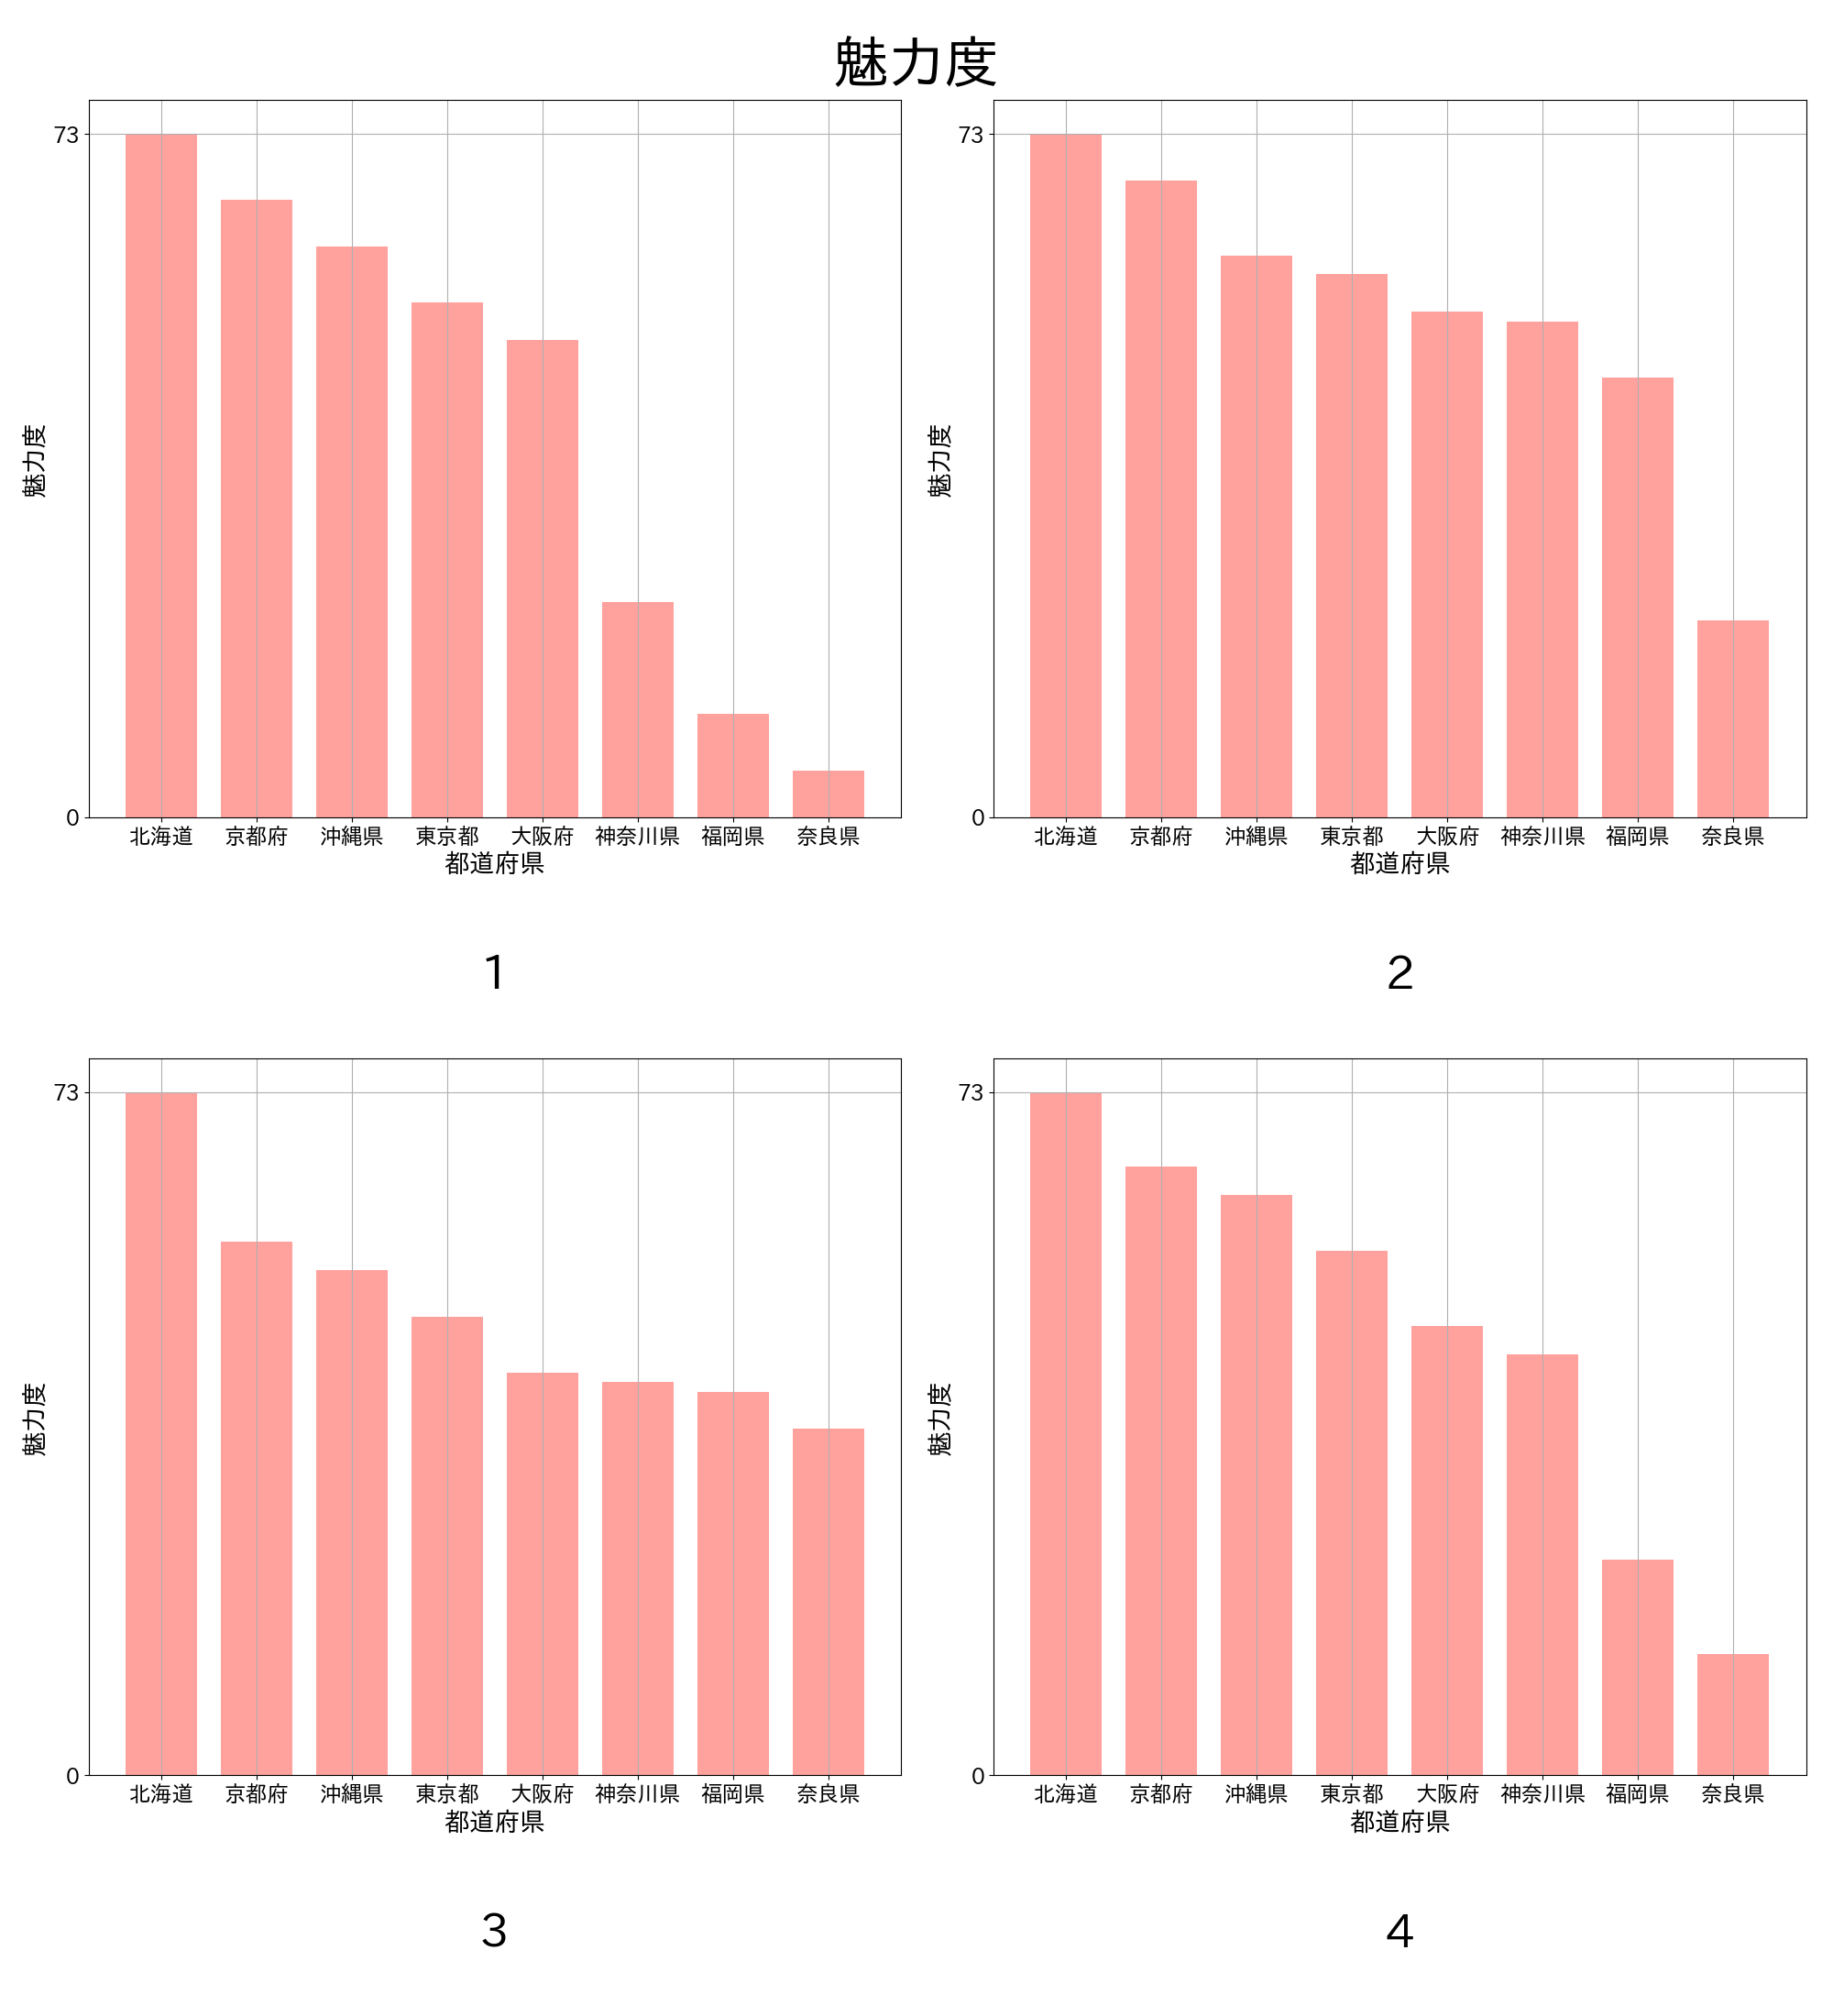 魅力度
73
0
魅力度
北海道 京都府 沖縄県 東京都 大阪府 神奈川県 福岡県 奈良県
都道府県
1
73
0
魅力度
北海道 京都府 沖縄県 東京都 大阪府 神奈川県 福岡県 奈良県
都道府県
2
73
0
魅力度
北海道 京都府 沖縄県 東京都 大阪府 神奈川県 福岡県 奈良県
都道府県
3
73
0
魅力度
北海道 京都府 沖縄県 東京都 大阪府 神奈川県 福岡県 奈良県
都道府県
4